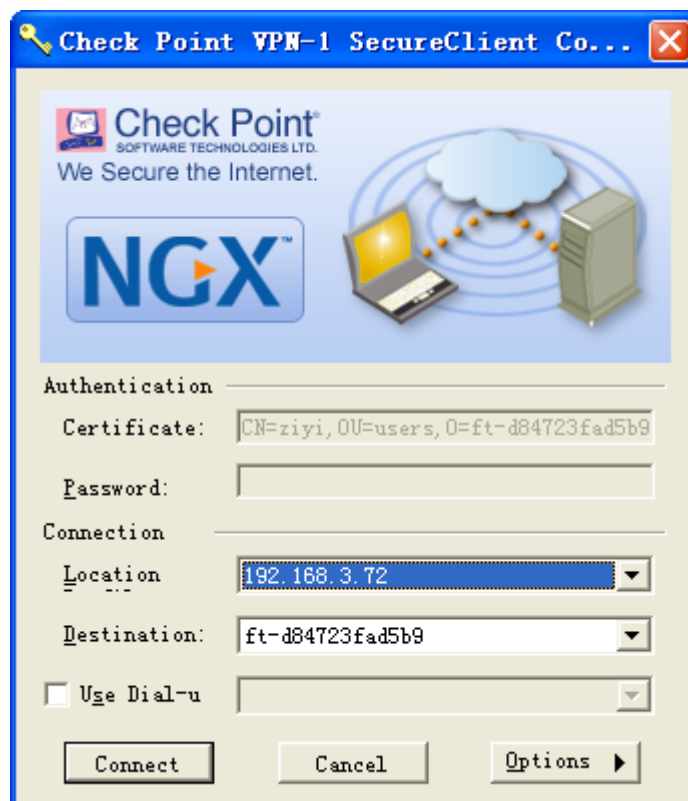 Check Point VPN-1 SecureClient Co...
Check Point®
SOFTWARE TECHNOLOGIES LTD.
We Secure the Internet.
NGX™
Authentication
Certificate: CN=ziyi,OU=users,O=ft-d84723fad5b9
Password:
Connection
Location 192.168.3.72
Destination: ft-d84723fad5b9
Use Dial-u
Connect Cancel Options